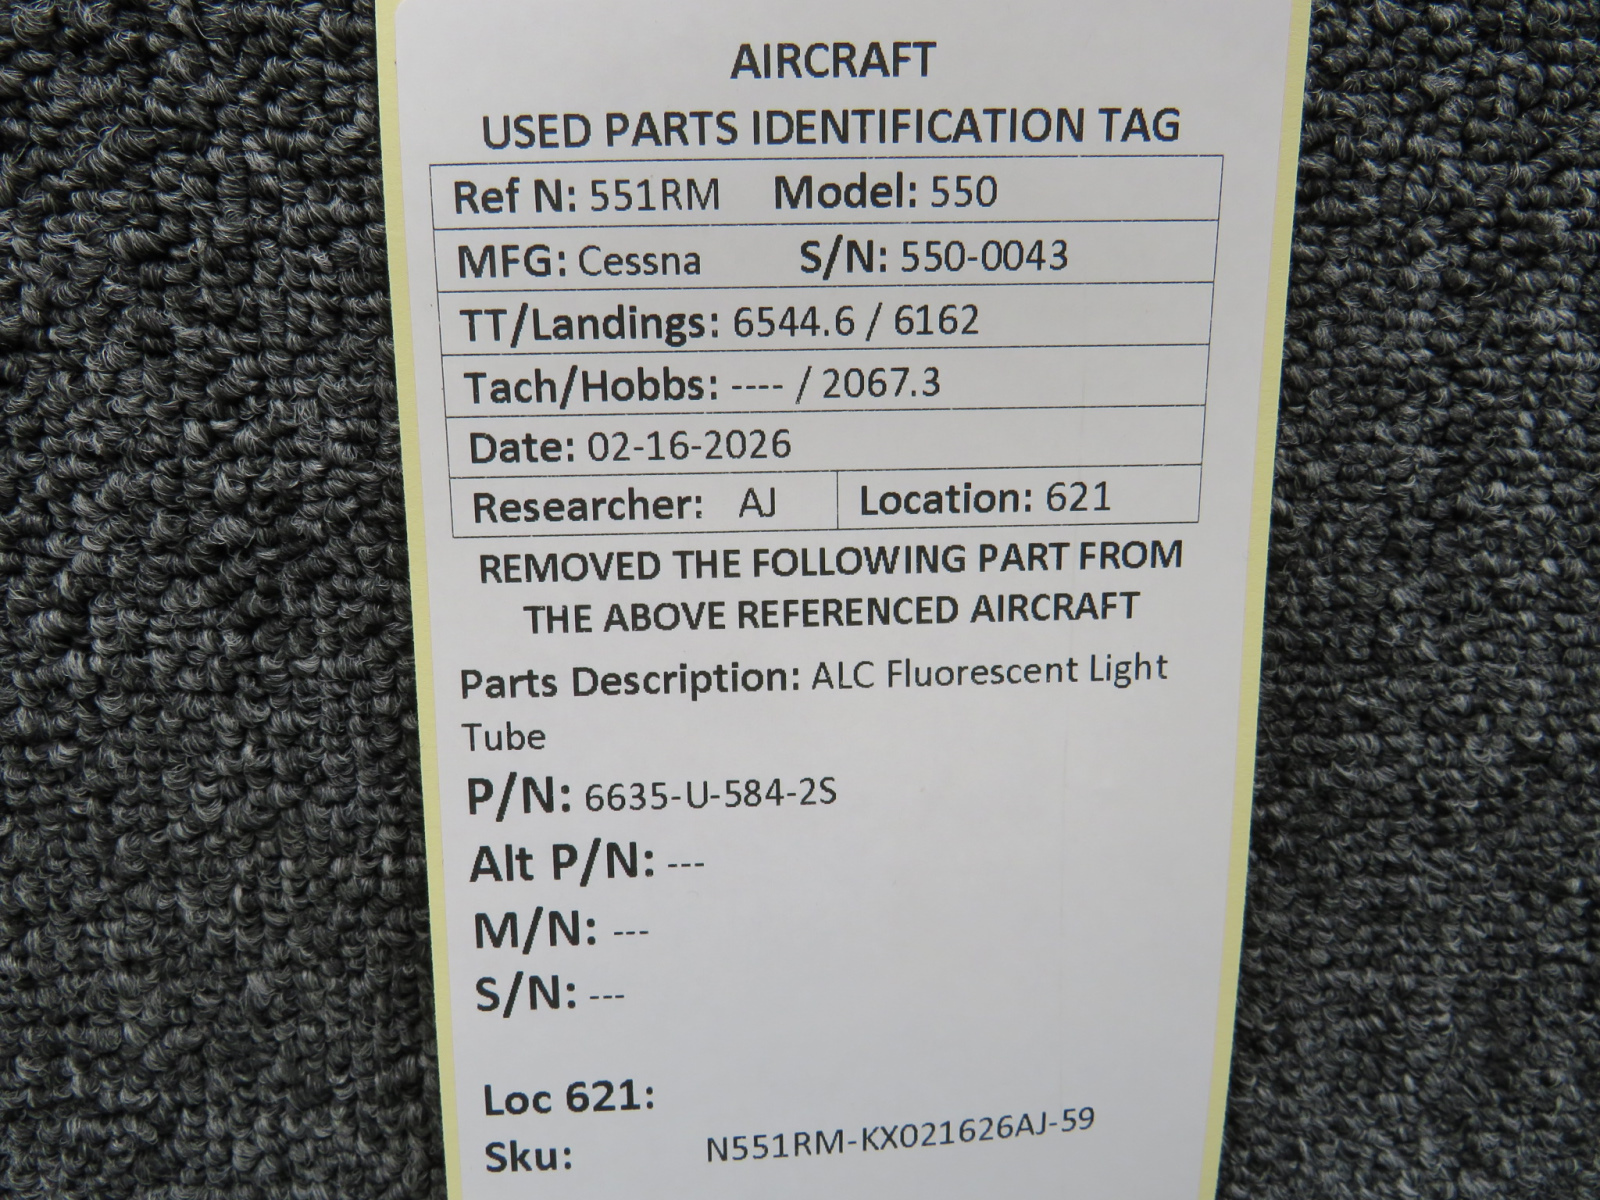 AIRCRAFT
USED PARTS IDENTIFICATION TAG
Ref N: 551RM Model: 550
MFG: Cessna S/N: 550-0043
TT/Landings: 6544.6 / 6162
Tach/Hobbs: ---- / 2067.3
Date: 02-16-2026
Researcher: AJ Location: 621
REMOVED THE FOLLOWING PART FROM
THE ABOVE REFERENCED AIRCRAFT
Parts Description: ALC Fluorescent Light
Tube
P/N: 6635-U-584-2S
Alt P/N: ---
M/N: ---
S/N: ---
Loc 621:
Sku: N551RM-KX021626AJ-59